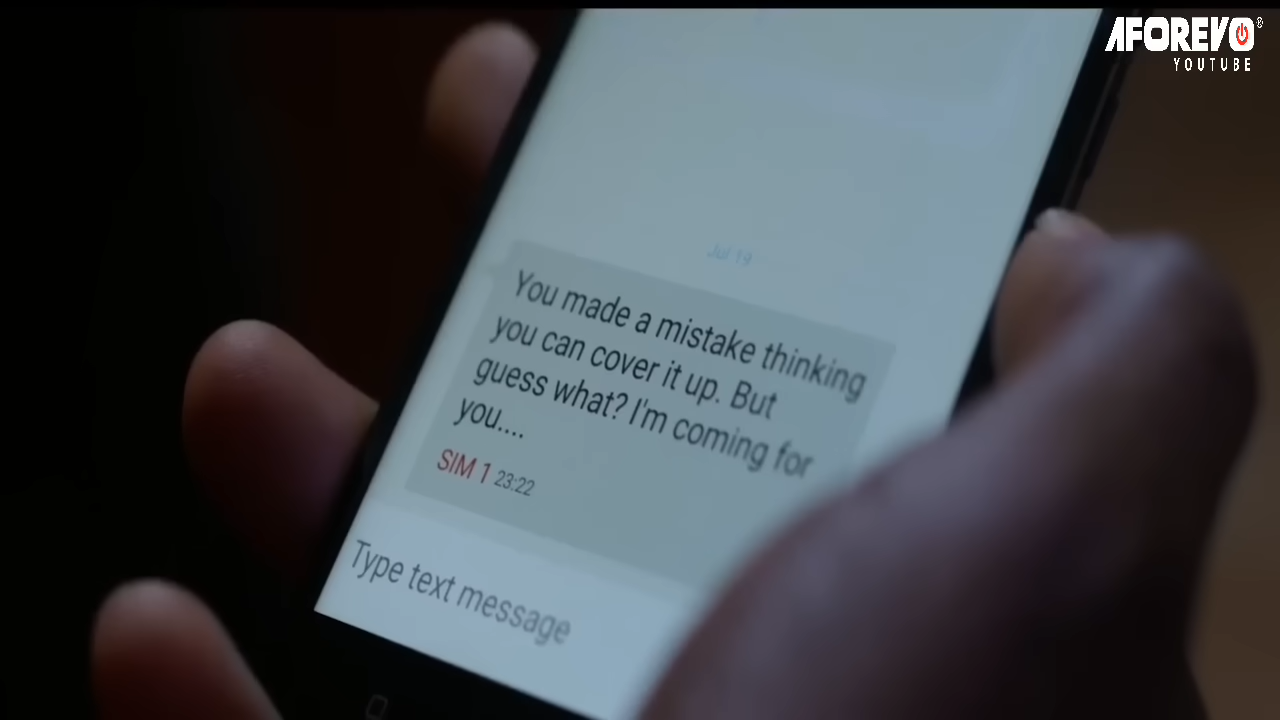 AFOREVO®
YOUTUBE
Jul 19
You made a mistake thinking
you can cover it up. But
guess what? I'm coming for
you....
SIM 1 23:22
Type text message